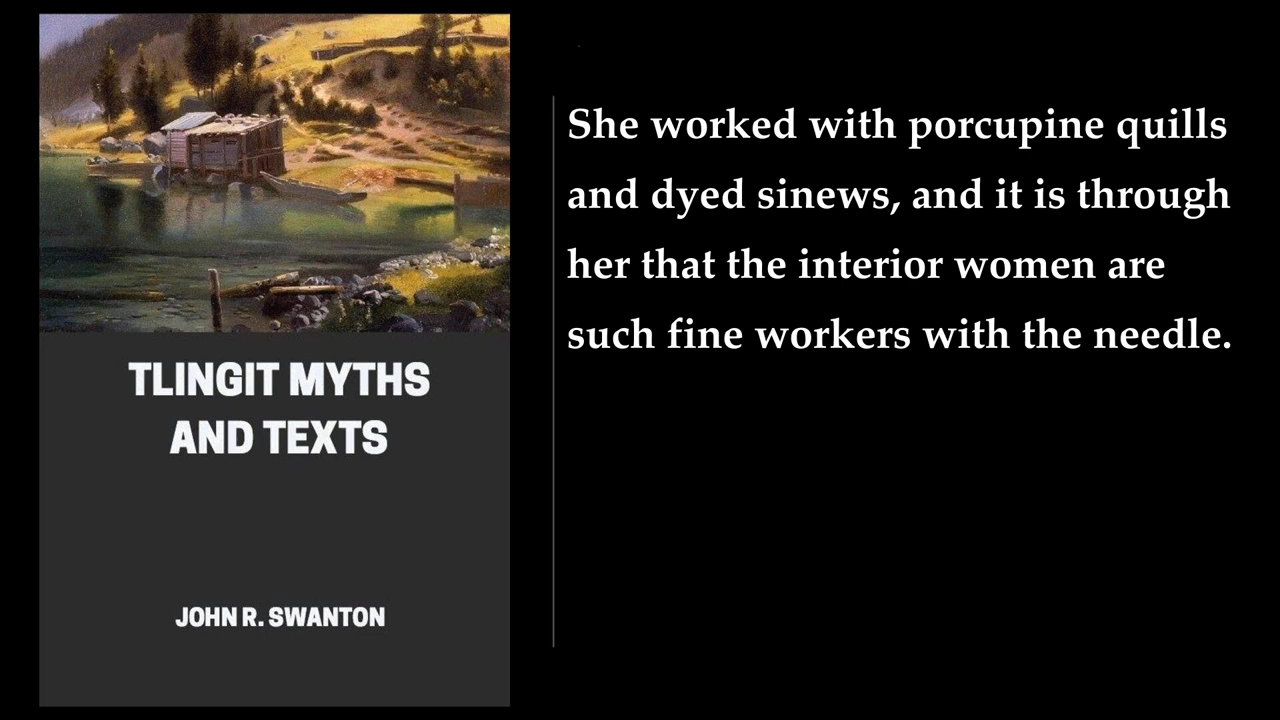 TLINGIT MYTHS
AND TEXTS
JOHN R. SWANTON
She worked with porcupine quills
and dyed sinews, and it is through
her that the interior women are
such fine workers with the needle.